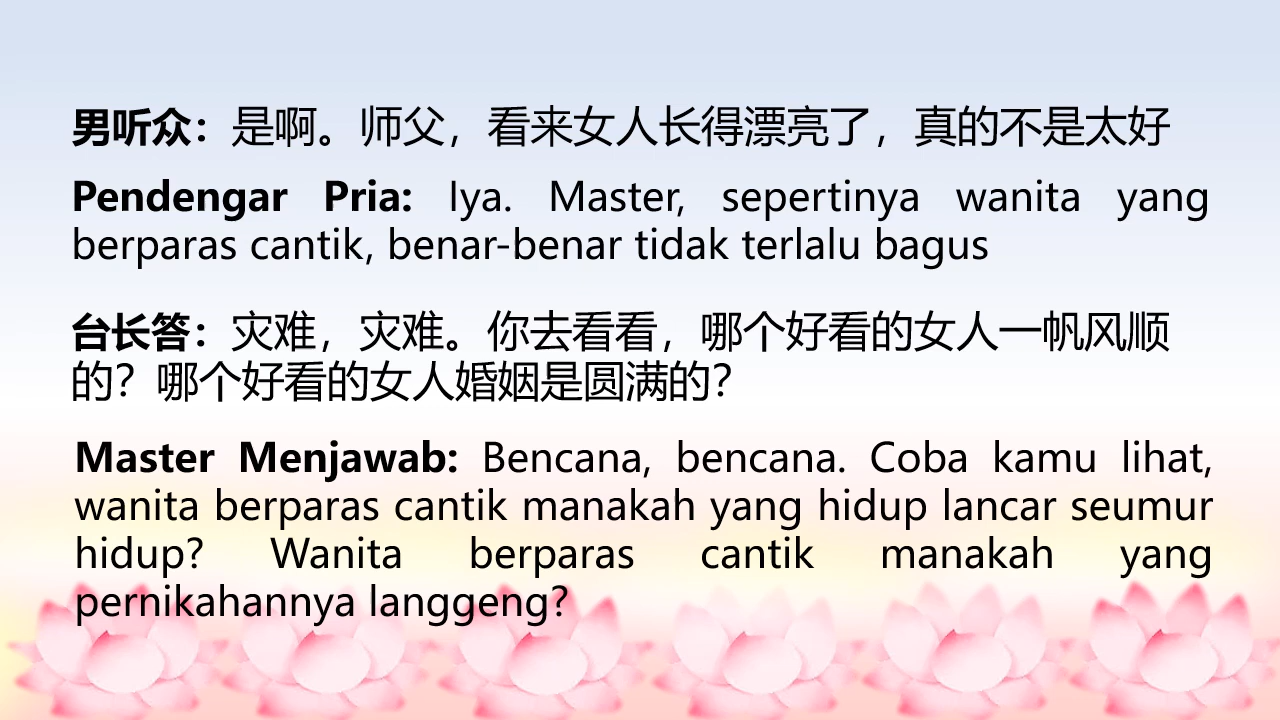 男听众：是啊。师父，看来女人长得漂亮了，真的不是太好
Pendengar Pria: Iya. Master, sepertinya wanita yang
berparas cantik, benar-benar tidak terlalu bagus
台长答：灾难，灾难。你去看看，哪个好看的女人一帆风顺
的？哪个好看的女人婚姻是圆满的？
Master Menjawab: Bencana, bencana. Coba kamu lihat,
wanita berparas cantik manakah yang hidup lancar seumur
hidup? Wanita berparas cantik manakah yang
pernikahannya langgeng?